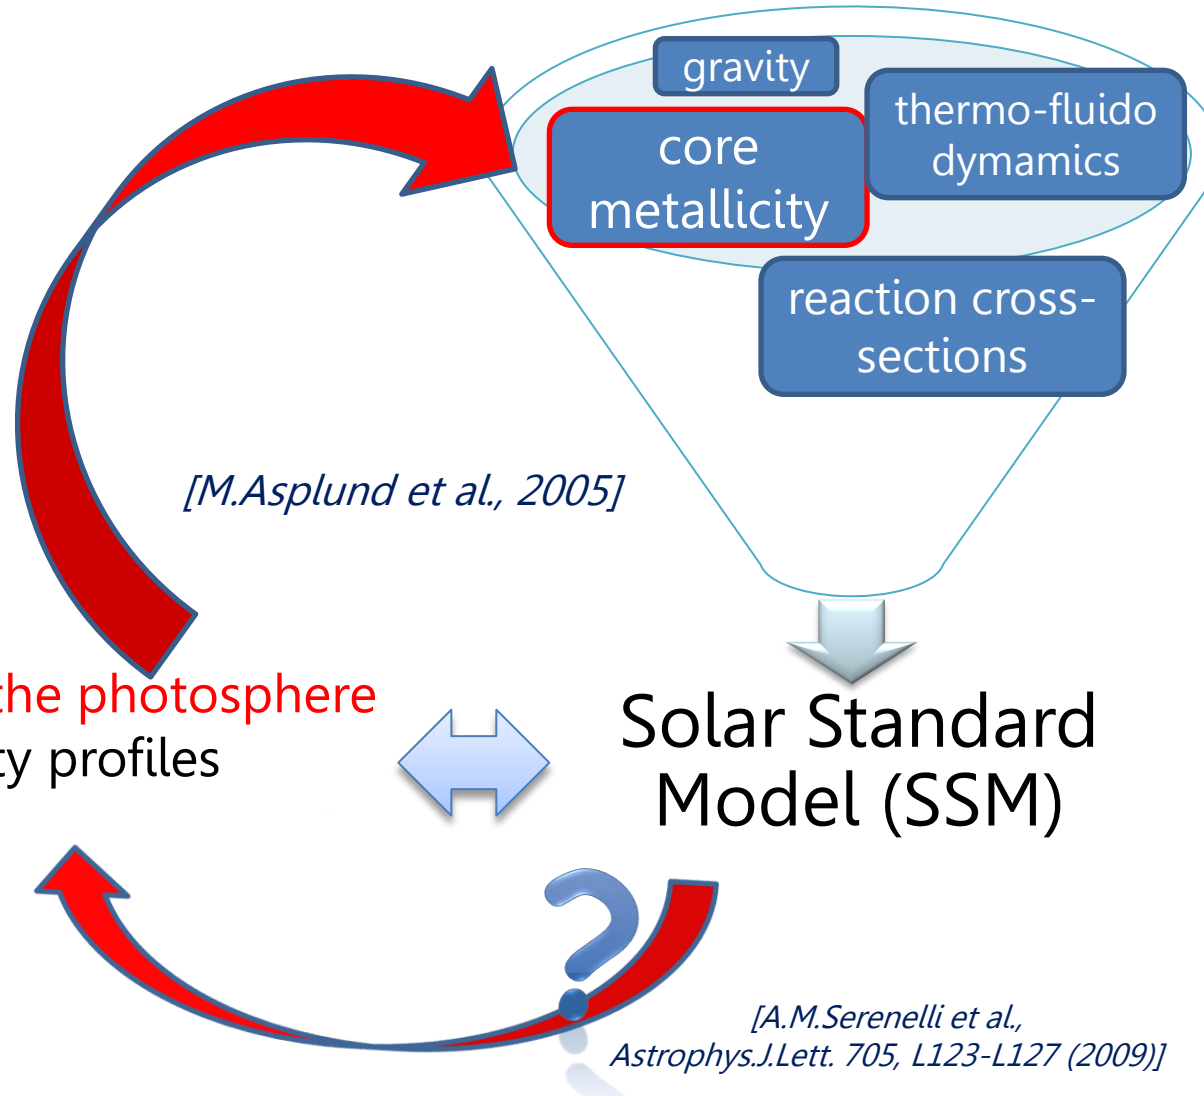 gravity
thermo-fluido
dymamics
core
metallicity
reaction cross-
sections
[M.Asplund et al., 2005]
the photosphere
ty profiles
Solar Standard
Model (SSM)
?
[A.M.Serenelli et al.,
Astrophys.J.Lett. 705, L123-L127 (2009)]